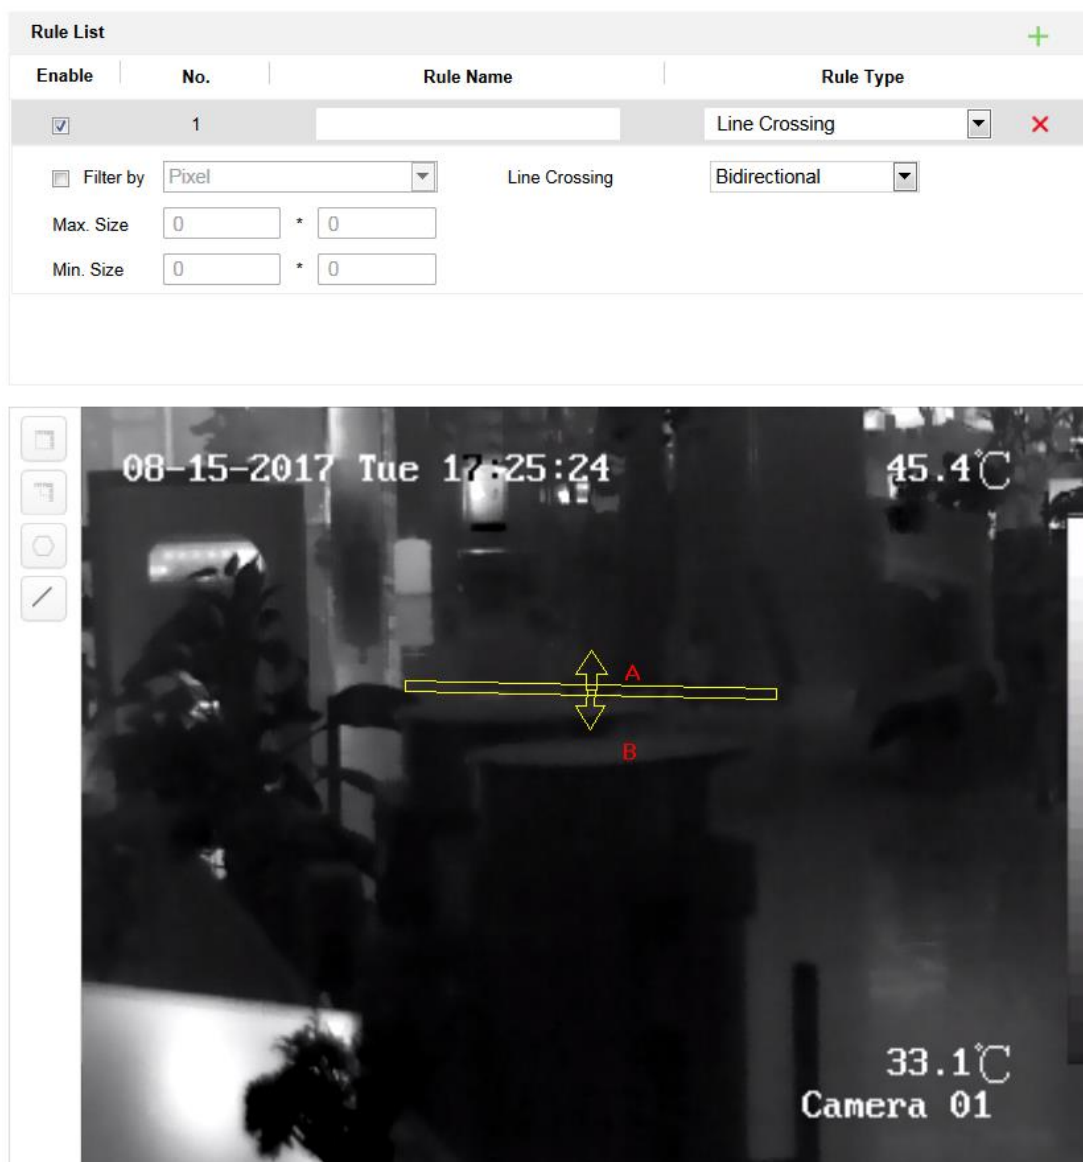 Rule List
Enable No. Rule Name Rule Type
1 Line Crossing
Filter by Pixel Line Crossing Bidirectional
Max. Size 0 * 0
Min. Size 0 * 0
08-15-2017 Tue 17:25:24 45.4℃
A
B
33.1℃
Camera 01